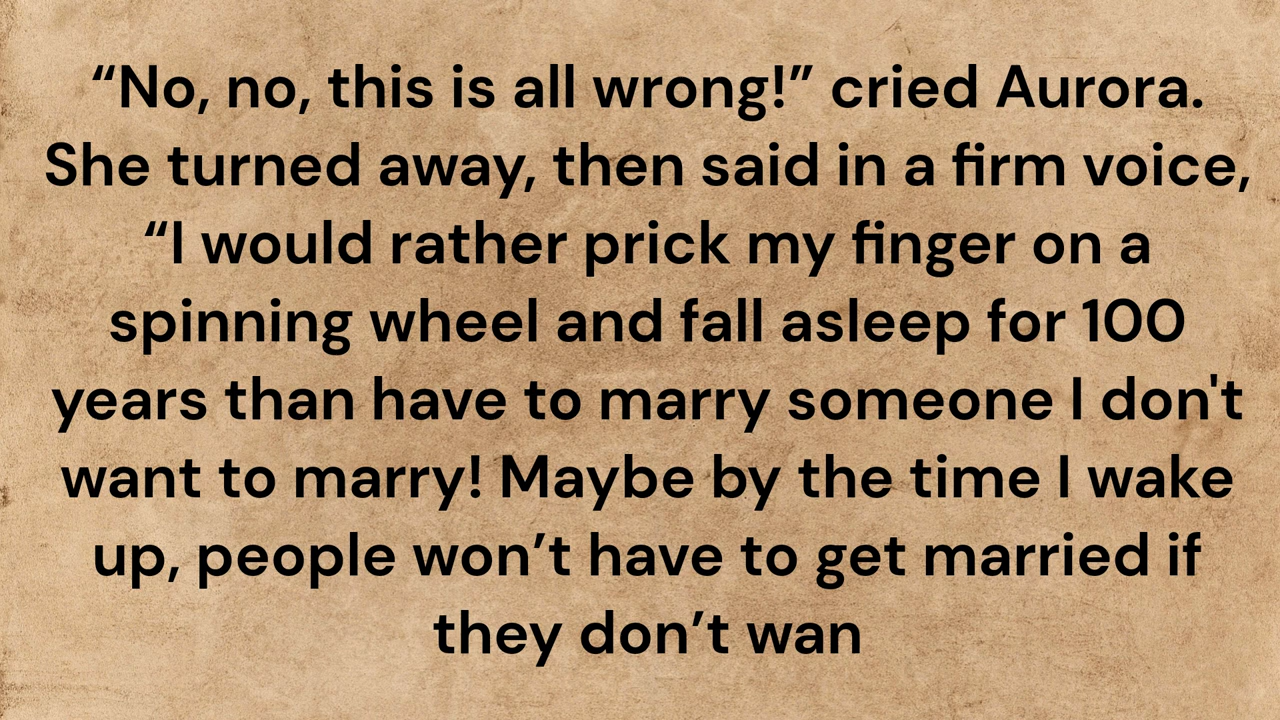 “No, no, this is all wrong!” cried Aurora.
She turned away, then said in a firm voice,
“I would rather prick my finger on a
spinning wheel and fall asleep for 100
years than have to marry someone I don't
want to marry! Maybe by the time I wake
up, people won’t have to get married if
they don’t wan